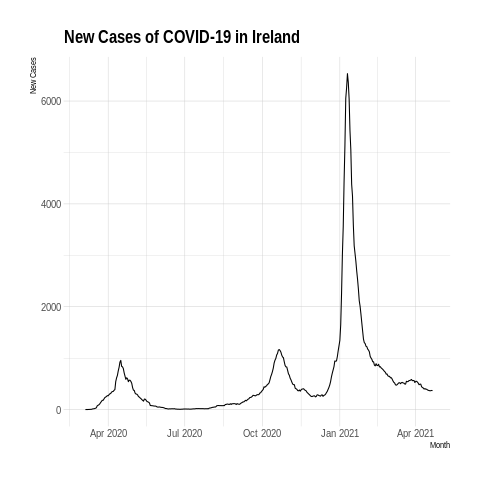 New Cases of COVID-19 in Ireland
New Cases
6000
4000
2000
0
Apr 2020 Jul 2020 Oct 2020 Jan 2021 Apr 2021
Month